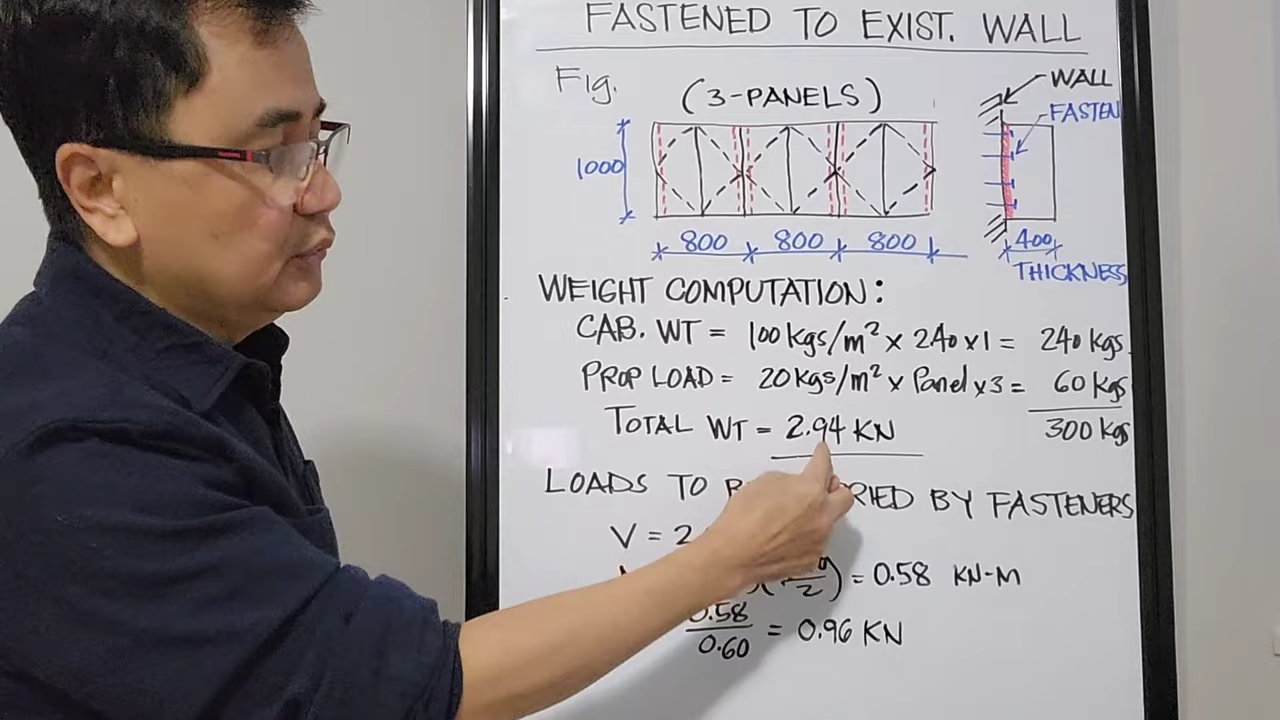 FASTENED TO EXIST. WALL
Fig. (3-PANELS)
WALL
FASTEN
1000
800 800 800
400
THICKNESS
WEIGHT COMPUTATION:
CAB. WT = 100 Kgs/m² x 240 x 1 = 240 kgs.
PROP LOAD = 20 Kgs/m² x Panel x 3 = 60 Kgs
TOTAL WT = 2.94 KN 300 Kgs
LOADS TO RIED BY FASTENERS
V = 2
2 = 0.58 KN-M
0.58
0.60 = 0.96 KN